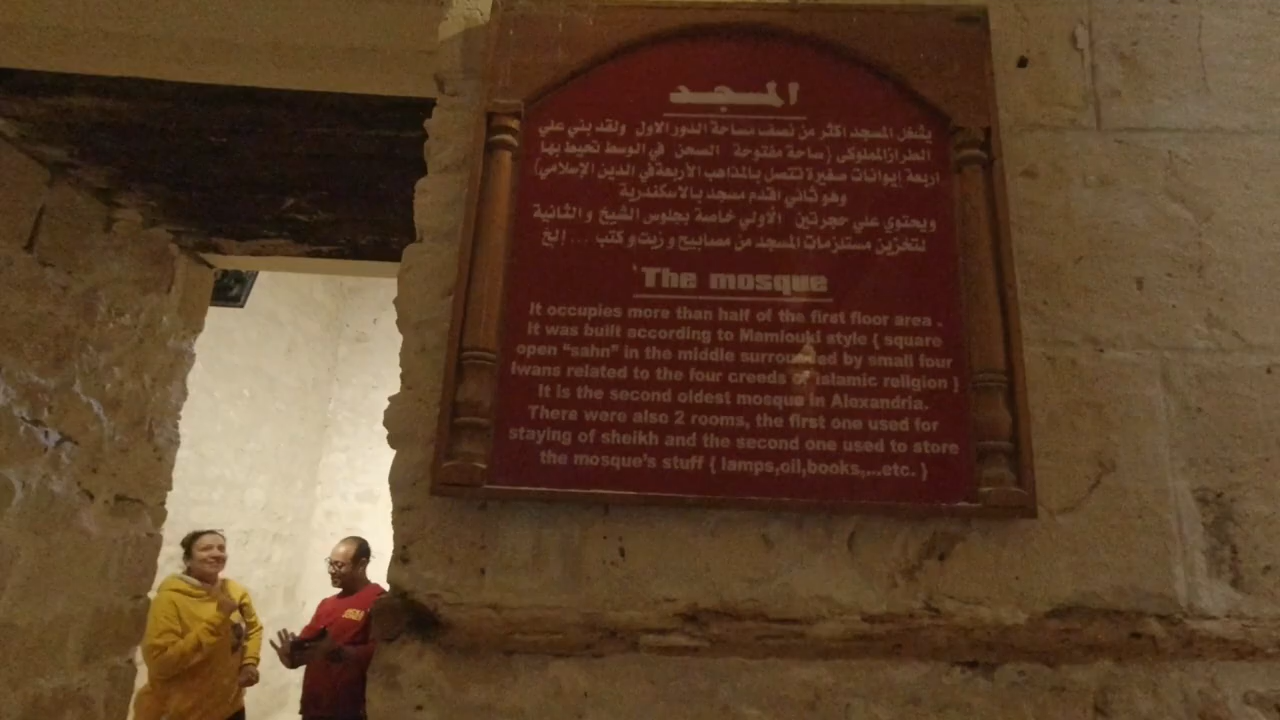 المسجد
يشغل المسجد اكثر من نصف مساحة الدور الاول ولقد بني علي
الطراز المملوكى (ساحة مفتوحة الصحن في الوسط تحيط بها
اربعة إيوانات صغيرة تتصل بالمذاهب الأربعة في الدين الإسلامي)
وهو ثاني اقدم مسجد بالاسكندرية
ويحتوي علي حجرتين الاولي خاصة بجلوس الشيخ والثانية
لتخزين مستلزمات المسجد من مصابيح وزيت وكتب ... إلخ
The mosque
It occupies more than half of the first floor area .
It was built according to Mamlouki style ( square
open "sahn" in the middle surrounded by small four
Iwans related to the four creeds of islamic religion )
It is the second oldest mosque in Alexandria.
There were also 2 rooms, the first one used for
staying of sheikh and the second one used to store
the mosque's stuff ( lamps,oil,books,...etc. )